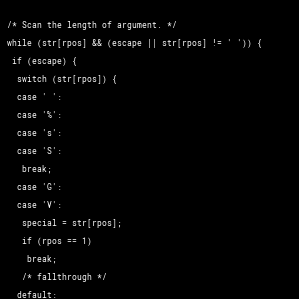 /* Scan the length of argument. */
while (str[rpos] && (escape || str[rpos] != ' ')) {
if (escape) {
switch (str[rpos]) {
case ' ':
case '%':
case 's':
case 'S':
break;
case 'G':
case 'V':
special = str[rpos];
if (rpos == 1)
break;
/* fallthrough */
default: